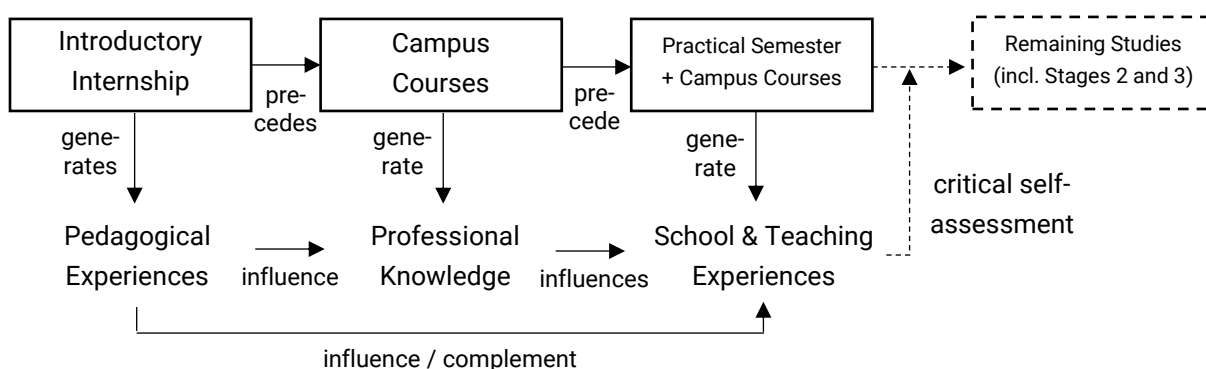 Introductory
Internship
Campus
Courses
Practical Semester
+ Campus Courses
Remaining Studies
(incl. Stages 2 and 3)
pre-
cedes
pre-
cede
gene-
rates
gene-
rate
gene-
rate
critical self-
assessment
Pedagogical
Experiences
influence
Professional
Knowledge
influences
School & Teaching
Experiences
influence / complement